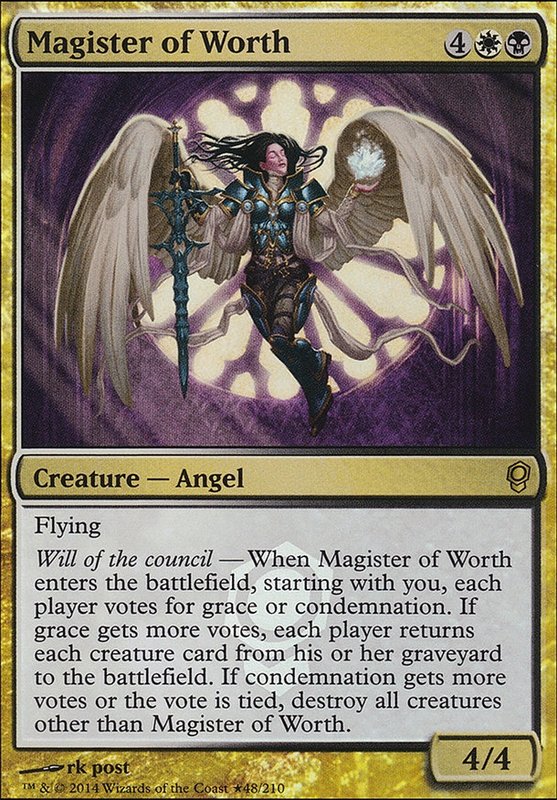 Magister of Worth 4
Creature — Angel
Flying
Will of the council — When Magister of Worth
enters the battlefield, starting with you, each
player votes for grace or condemnation. If
grace gets more votes, each player returns
each creature card from his or her graveyard
to the battlefield. If condemnation gets more
votes or the vote is tied, destroy all creatures
other than Magister of Worth.
rk post
4/4
™ & © 2014 Wizards of the Coast ★48/210